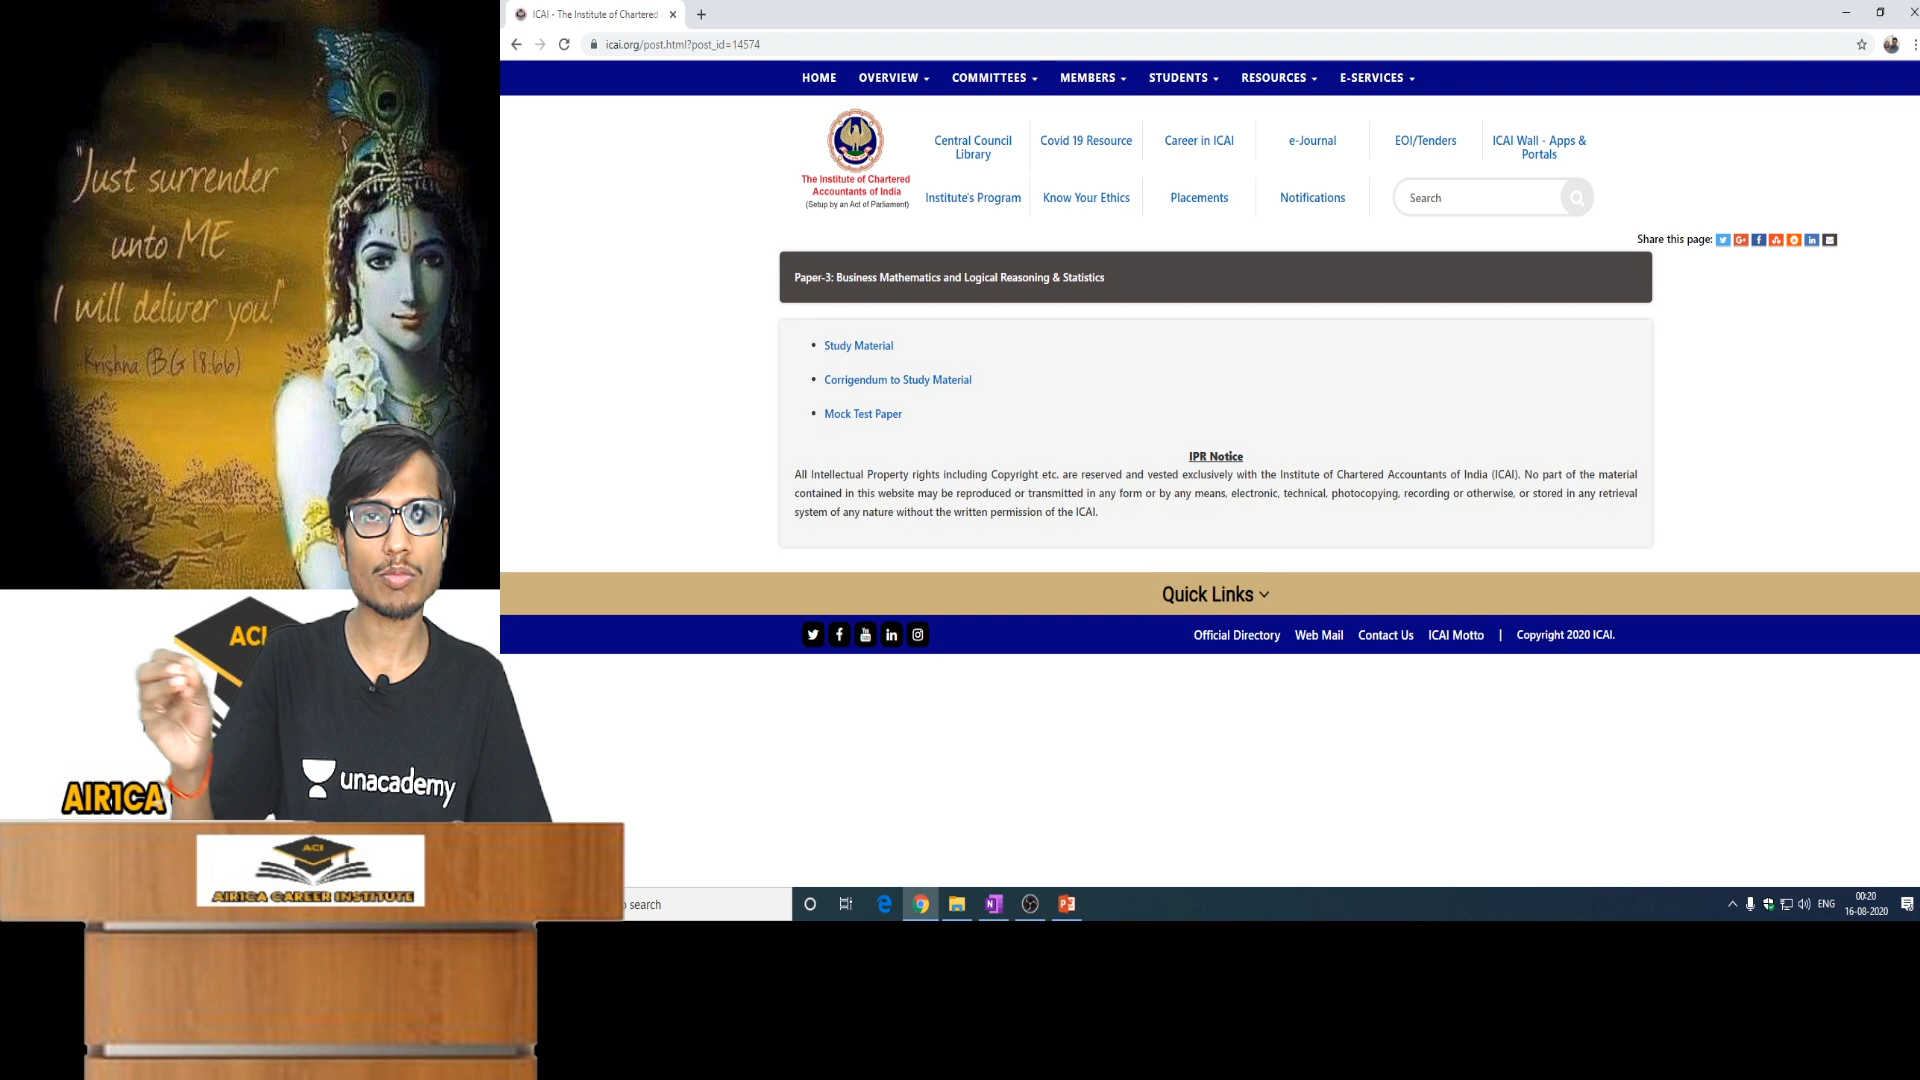 "Just surrender
unto ME
I will deliver you!"
- Krishna (B.G 18:66)
ACI
unacademy
AIR1CA
ACI
AIR1CA CAREER INSTITUTE
ICAI - The Institute of Chartered
icai.org/post.html?post_id=14574
HOME OVERVIEW COMMITTEES MEMBERS STUDENTS RESOURCES E-SERVICES
The Institute of Chartered
Accountants of India
(Setup by an Act of Parliament)
Central Council
Library
Covid 19 Resource
Career in ICAI
e-Journal
EOI/Tenders
ICAI Wall - Apps &
Portals
Institute's Program
Know Your Ethics
Placements
Notifications
Search
Share this page:
Paper-3: Business Mathematics and Logical Reasoning & Statistics
• Study Material
• Corrigendum to Study Material
• Mock Test Paper
IPR Notice
All Intellectual Property rights including Copyright etc. are reserved and vested exclusively with the Institute of Chartered Accountants of India (ICAI). No part of the material
contained in this website may be reproduced or transmitted in any form or by any means, electronic, technical, photocopying, recording or otherwise, or stored in any retrieval
system of any nature without the written permission of the ICAI.
Quick Links
Official Directory Web Mail Contact Us ICAI Motto | Copyright 2020 ICAI.
search
ENG
00:20
16-08-2020